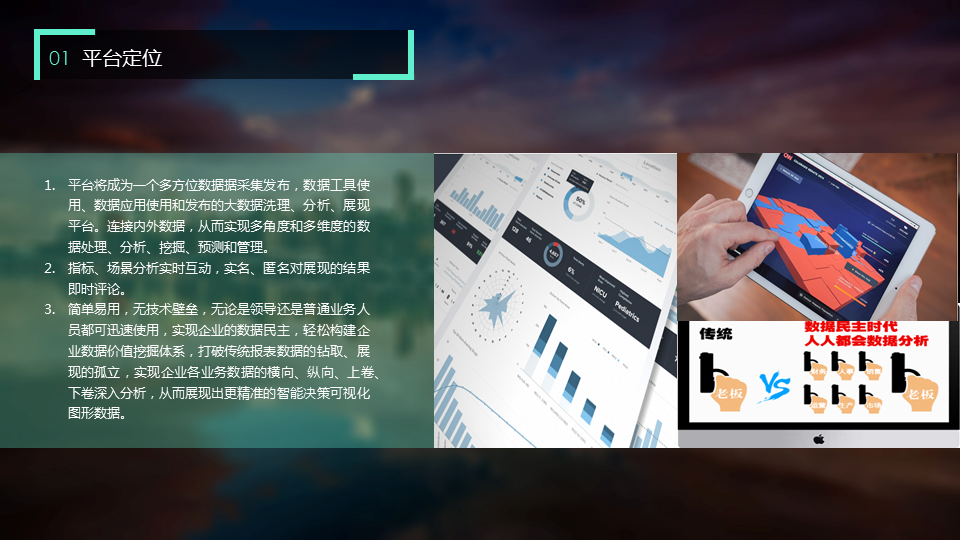 01 平台定位
1. 平台将成为一个多方位数据据采集发布，数据工具使
用、数据应用使用和发布的大数据洗理、分析、展现
平台。连接内外数据，从而实现多角度和多维度的数
据处理、分析、挖掘、预测和管理。
2. 指标、场景分析实时互动，实名、匿名对展现的结果
即时评论。
3. 简单易用，无技术壁垒，无论是领导还是普通业务人
员都可迅速使用，实现企业的数据民主，轻松构建企
业数据价值挖掘体系，打破传统报表数据的钻取、展
现的孤立，实现企业各业务数据的横向、纵向、上卷、
下卷深入分析，从而展现出更精准的智能决策可视化
图形数据。
80%
6%
NICU
Pediatrics
传统
数据民主时代
人人都会数据分析
老板
VS
财务 人事 销售
运营 生产 市场
老板